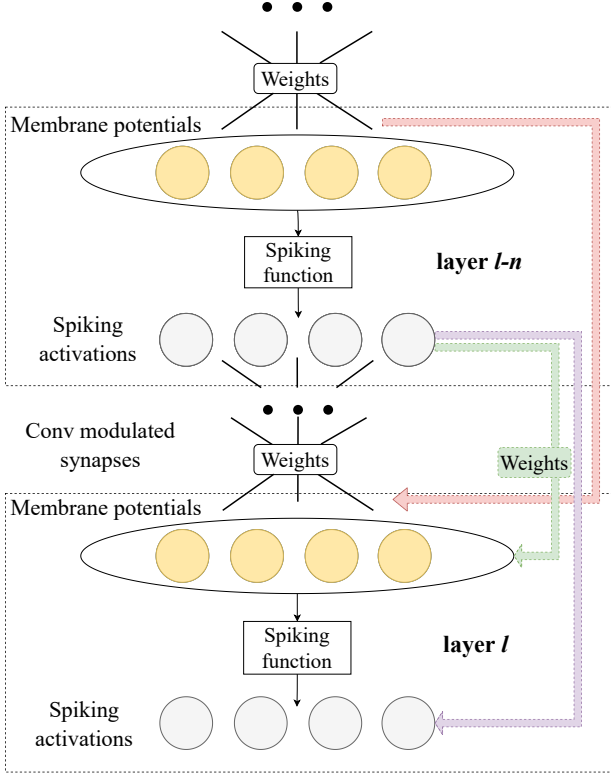 Weights
Membrane potentials
Spiking
function
layer l-n
Spiking
activations
Conv modulated
synapses
Weights
Weights
Membrane potentials
Spiking
function
layer l
Spiking
activations